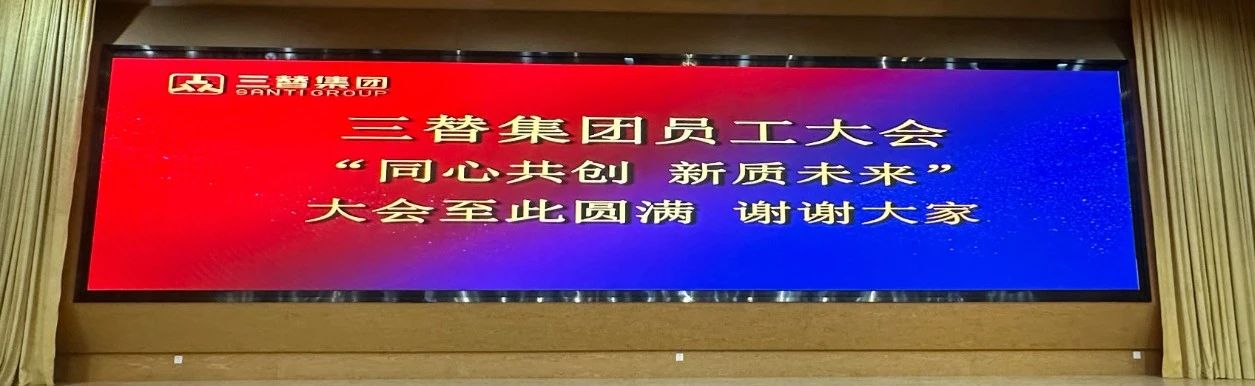 三替集团
SANTI GROUP
三替集团员工大会
“同心共创 新质未来”
大会至此圆满 谢谢大家